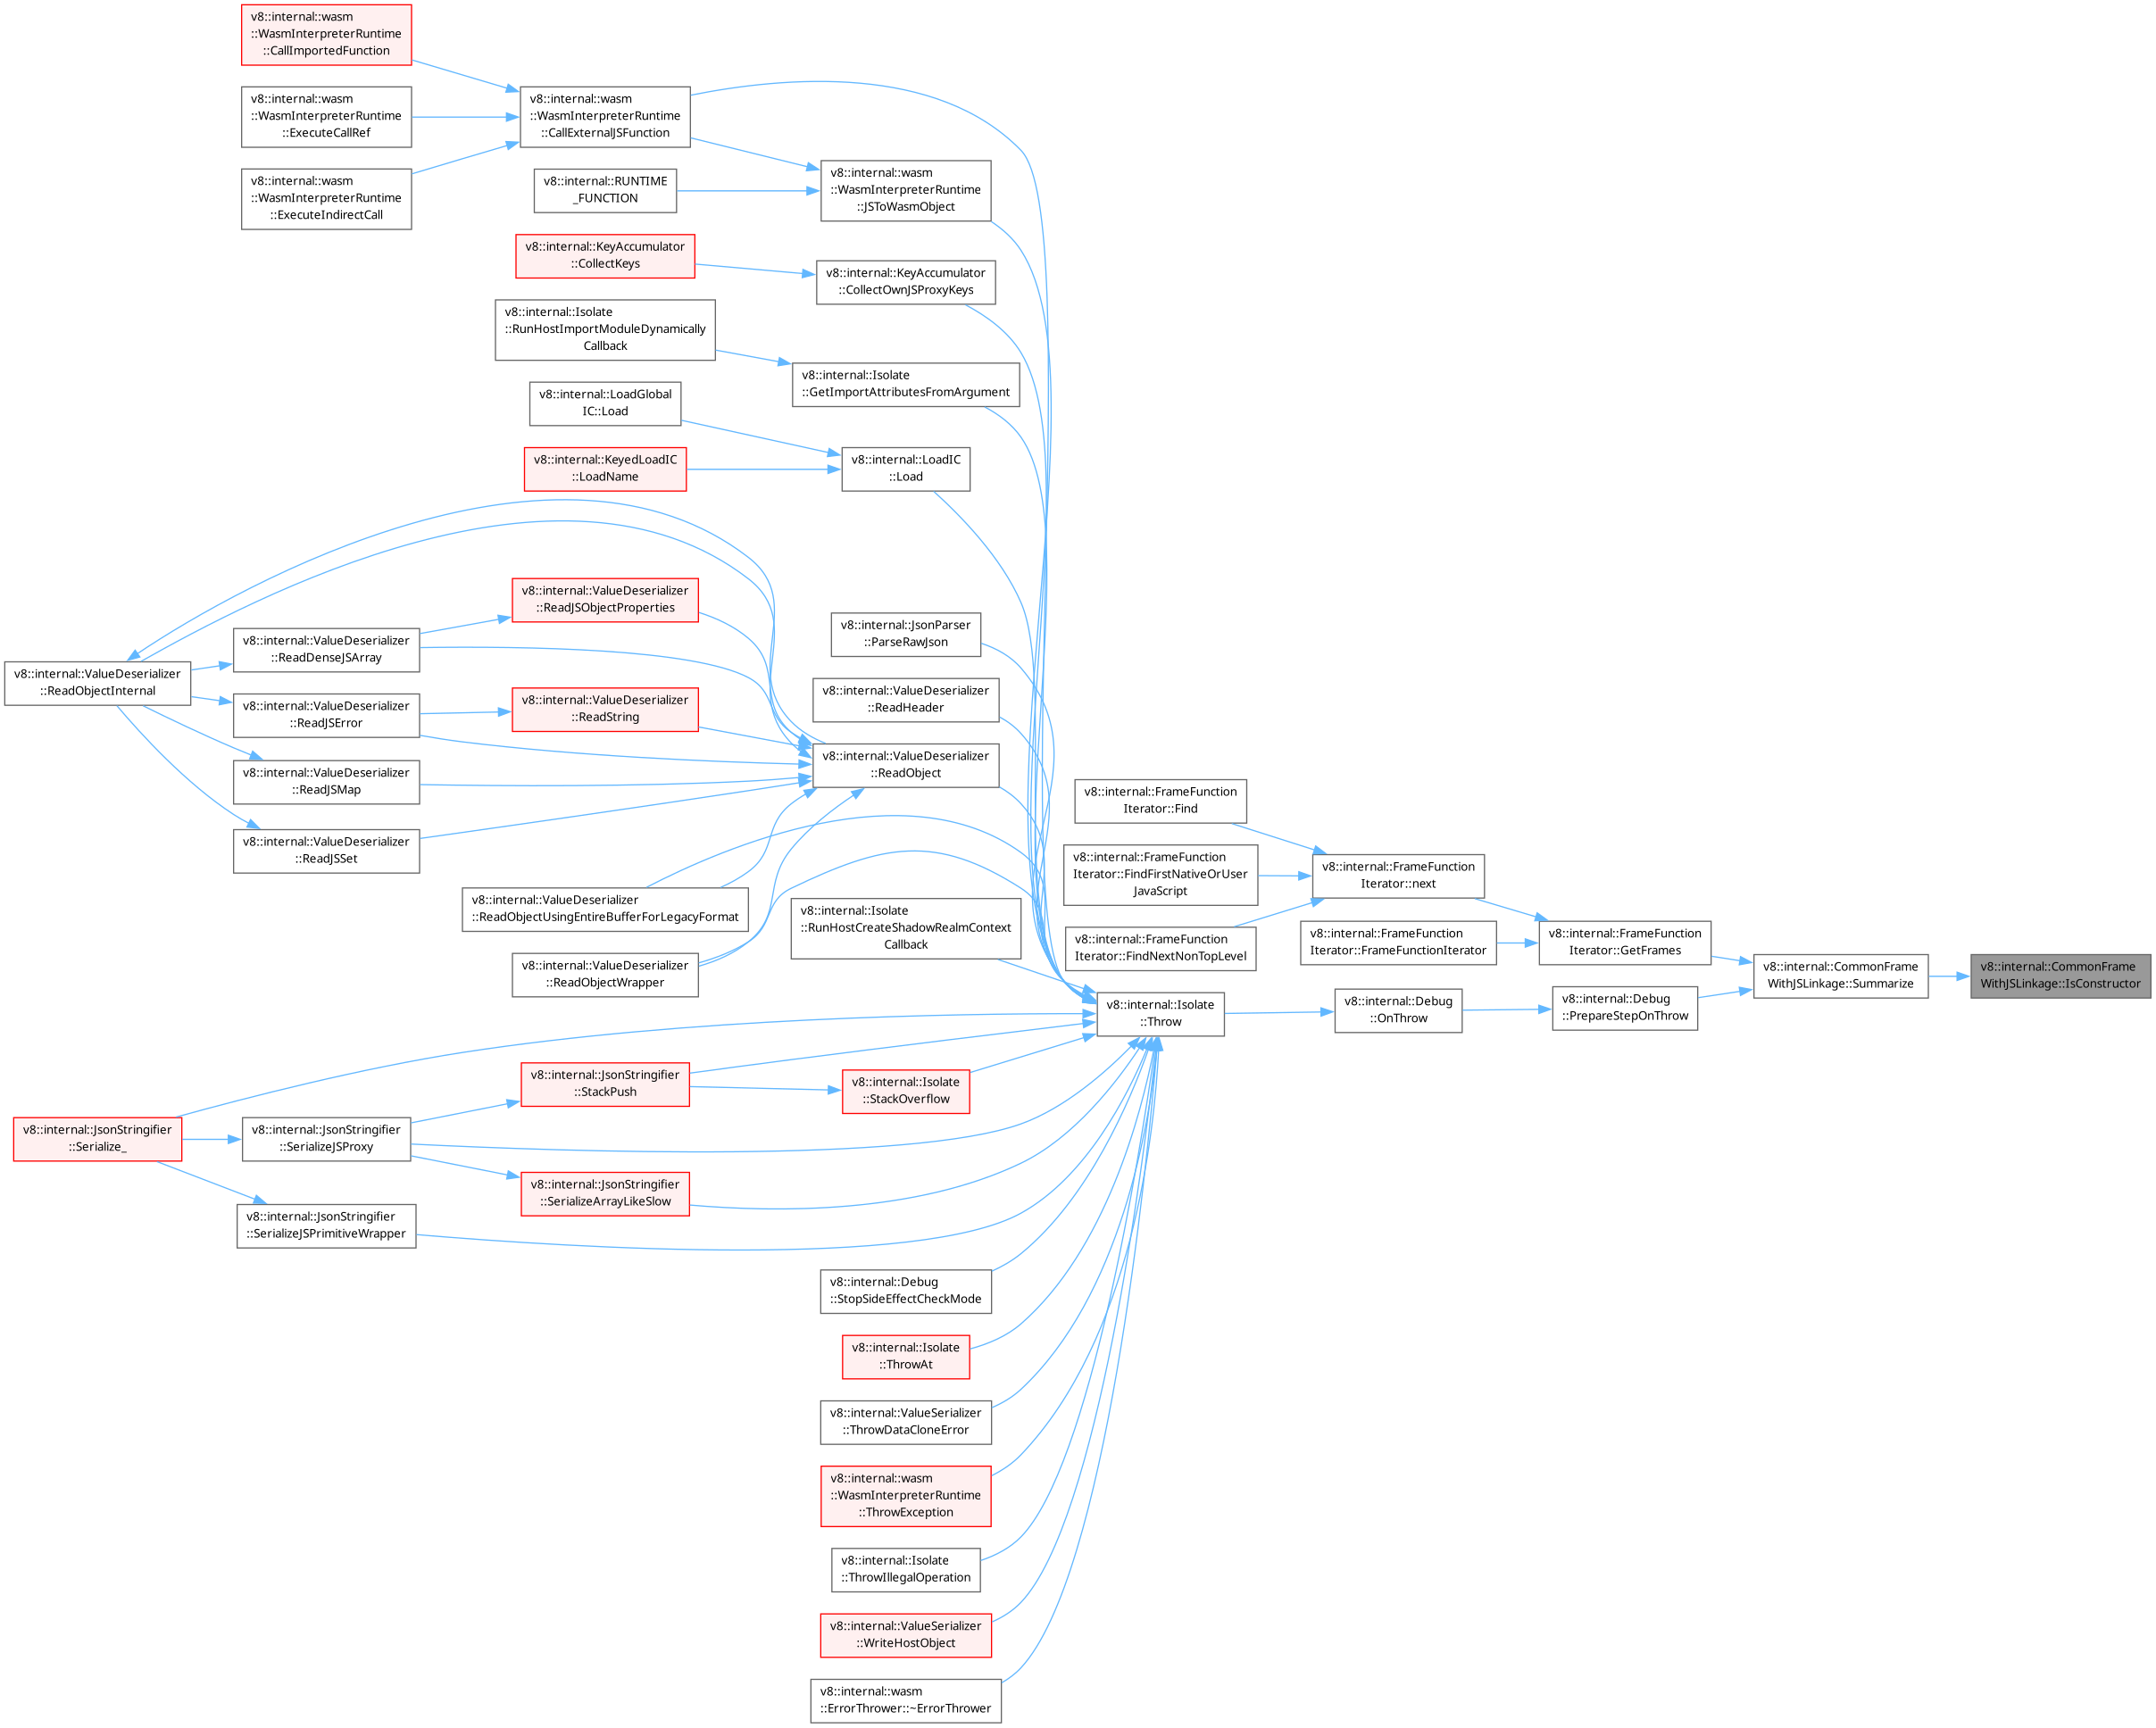 v8::internal::wasm
::WasmInterpreterRuntime
::CallImportedFunction
v8::internal::wasm
::WasmInterpreterRuntime
::ExecuteCallRef
v8::internal::wasm
::WasmInterpreterRuntime
::ExecuteIndirectCall
v8::internal::wasm
::WasmInterpreterRuntime
::CallExternalJSFunction
v8::internal::RUNTIME
_FUNCTION
v8::internal::wasm
::WasmInterpreterRuntime
::JSToWasmObject
v8::internal::KeyAccumulator
::CollectKeys
v8::internal::KeyAccumulator
::CollectOwnJSProxyKeys
v8::internal::Isolate
::RunHostImportModuleDynamically
Callback
v8::internal::Isolate
::GetImportAttributesFromArgument
v8::internal::LoadGlobal
IC::Load
v8::internal::KeyedLoadIC
::LoadName
v8::internal::LoadIC
::Load
v8::internal::ValueDeserializer
::ReadObjectInternal
v8::internal::ValueDeserializer
::ReadJSObjectProperties
v8::internal::ValueDeserializer
::ReadDenseJSArray
v8::internal::ValueDeserializer
::ReadJSError
v8::internal::ValueDeserializer
::ReadString
v8::internal::ValueDeserializer
::ReadJSMap
v8::internal::ValueDeserializer
::ReadJSSet
v8::internal::JsonParser
::ParseRawJson
v8::internal::ValueDeserializer
::ReadHeader
v8::internal::ValueDeserializer
::ReadObject
v8::internal::ValueDeserializer
::ReadObjectUsingEntireBufferForLegacyFormat
v8::internal::ValueDeserializer
::ReadObjectWrapper
v8::internal::Isolate
::RunHostCreateShadowRealmContext
Callback
v8::internal::FrameFunction
Iterator::Find
v8::internal::FrameFunction
Iterator::FindFirstNativeOrUser
JavaScript
v8::internal::FrameFunction
Iterator::FindNextNonTopLevel
v8::internal::FrameFunction
Iterator::next
v8::internal::FrameFunction
Iterator::FrameFunctionIterator
v8::internal::FrameFunction
Iterator::GetFrames
v8::internal::CommonFrame
WithJSLinkage::Summarize
v8::internal::CommonFrame
WithJSLinkage::IsConstructor
v8::internal::Isolate
::Throw
v8::internal::Debug
::OnThrow
v8::internal::Debug
::PrepareStepOnThrow
v8::internal::JsonStringifier
::StackPush
v8::internal::Isolate
::StackOverflow
v8::internal::JsonStringifier
::Serialize_
v8::internal::JsonStringifier
::SerializeJSProxy
v8::internal::JsonStringifier
::SerializeArrayLikeSlow
v8::internal::JsonStringifier
::SerializeJSPrimitiveWrapper
v8::internal::Debug
::StopSideEffectCheckMode
v8::internal::Isolate
::ThrowAt
v8::internal::ValueSerializer
::ThrowDataCloneError
v8::internal::wasm
::WasmInterpreterRuntime
::ThrowException
v8::internal::Isolate
::ThrowIllegalOperation
v8::internal::ValueSerializer
::WriteHostObject
v8::internal::wasm
::ErrorThrower::~ErrorThrower